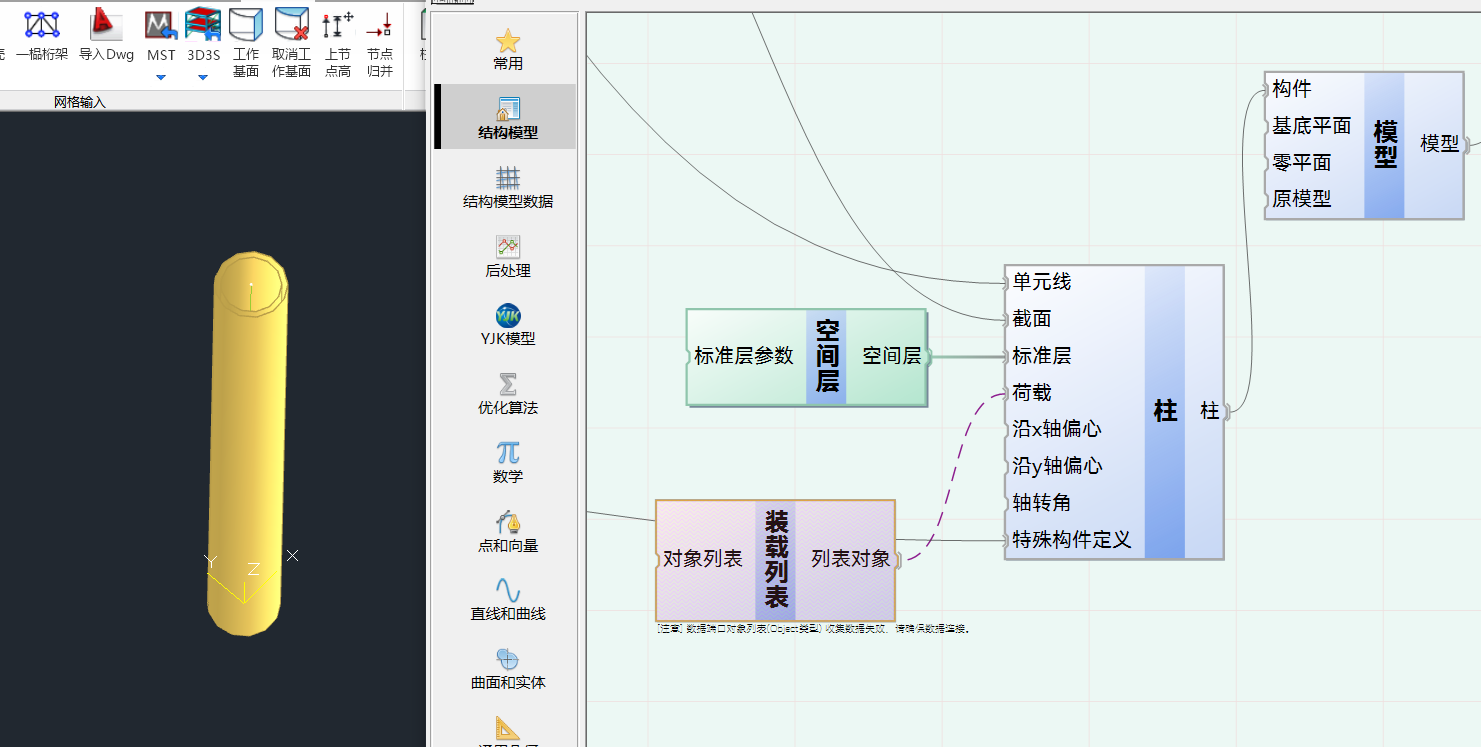 一榀桁架
导入Dwg
MST
3D3S
工作
基面
取消工
作基面
上节
点高
节点
归并
网格输入
Y
Z
X
常用
结构模型
结构模型数据
后处理
YJK
YJK模型
优化算法
数学
点和向量
直线和曲线
曲面和实体
构件
基底平面
零平面
原模型
模型
模型
单元线
截面
标准层
荷载
沿x轴偏心
沿y轴偏心
轴转角
特殊构件定义
柱
柱
标准层参数
空间层
空间层
对象列表
装载列表
列表对象
[注意] 数据端口对象列表(Object类型) 收集数据失败，请确保数据连接。